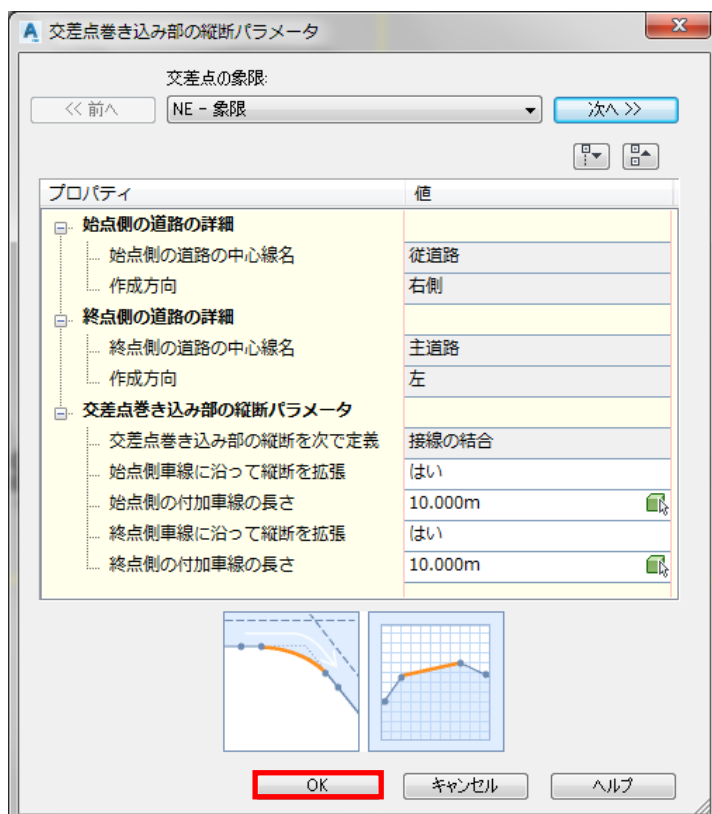 交差点巻き込み部の縦断パラメータ
交差点の象限:
<< 前へ
NE - 象限
次へ >>
プロパティ 値
始点側の道路の詳細
始点側の道路の中心線名 従道路
作成方向 右側
終点側の道路の詳細
終点側の道路の中心線名 主道路
作成方向 左
交差点巻き込み部の縦断パラメータ
交差点巻き込み部の縦断を次で定義 接線の結合
始点側車線に沿って縦断を拡張 はい
始点側の付加車線の長さ 10.000m
終点側車線に沿って縦断を拡張 はい
終点側の付加車線の長さ 10.000m
OK キャンセル ヘルプ